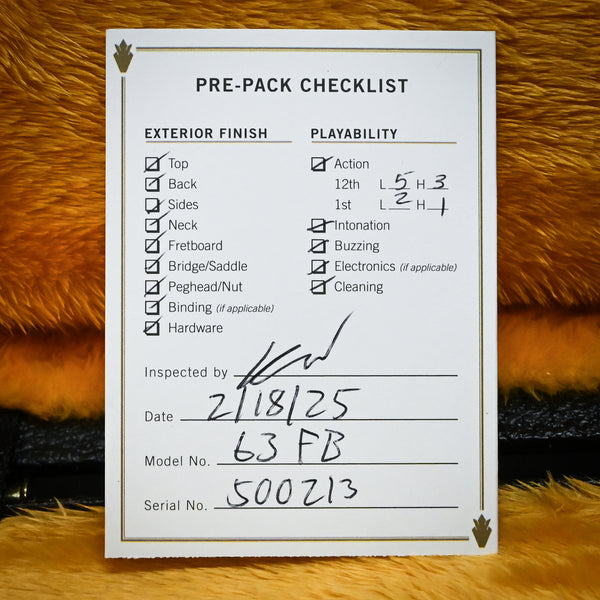 PRE-PACK CHECKLIST
EXTERIOR FINISH
Top
Back
Sides
Neck
Fretboard
Bridge/Saddle
Peghead/Nut
Binding (if applicable)
Hardware
PLAYABILITY
Action
12th L 5 H 3
1st L 2 H 1
Intonation
Buzzing
Electronics (if applicable)
Cleaning
Inspected by
Date 2/18/25
Model No. 63 FB
Serial No. 500213